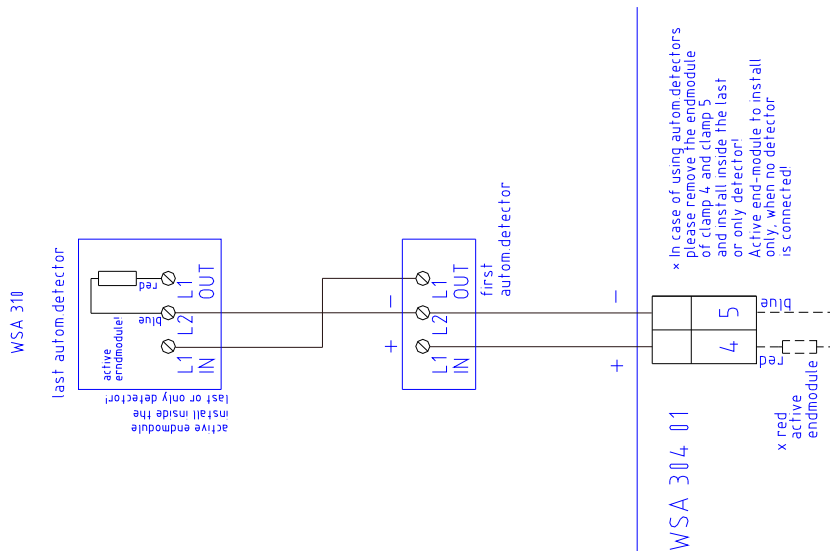 WSA 310
last autom.detector
active
erndmodule!
red
blue
L1
OUT
L2
L1
IN
active endmodule
install inside the
last or only detector!
-
+
L1
OUT
L2
L1
IN
first
autom.detector
-
+
WSA 304 01
5
4
blue
red
x red
active
endmodule
* In case of using autom.detectors
please remove the endmodule
of clamp 4 and clamp 5
and install inside the last
or only detector!
Active end-module to install
only, when no detector
is connected!